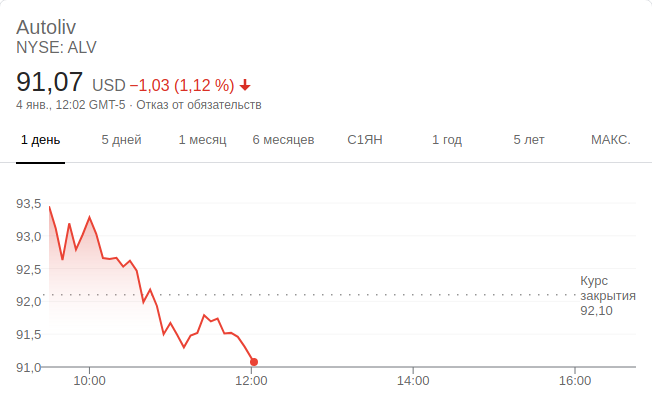 Autoliv
NYSE: ALV
91,07 USD −1,03 (1,12 %)
4 янв., 12:02 GMT-5 · Отказ от обязательств
1 день 5 дней 1 месяц 6 месяцев С1ЯН 1 год 5 лет МАКС.
93,5
93,0
92,5
92,0
91,5
91,0
Курс
закрытия
92,10
10:00 12:00 14:00 16:00